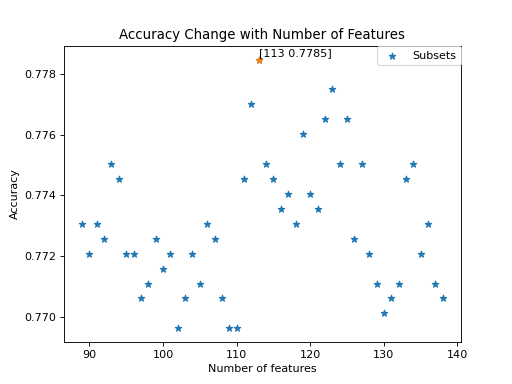 Accuracy Change with Number of Features
[113 0.7785]
Subsets
0.778
0.776
0.774
0.772
0.770
Accuracy
90 100 110 120 130 140
Number of features